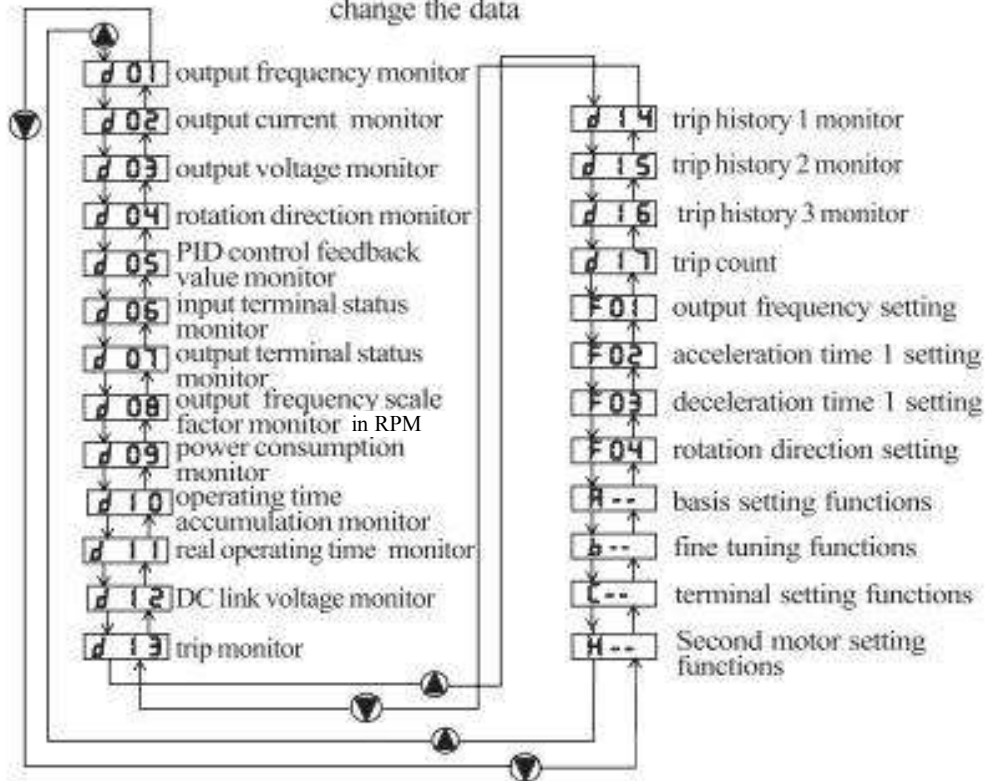 change the data
d 01 output frequency monitor
d 02 output current monitor
d 03 output voltage monitor
d 04 rotation direction monitor
d 05 PID control feedback
value monitor
d 06 input terminal status
monitor
d 07 output terminal status
monitor
d 08 output frequency scale
factor monitor in RPM
d 09 power consumption
monitor
d 10 operating time
accumulation monitor
d 11 real operating time monitor
d 12 DC link voltage monitor
d 13 trip monitor
d 14 trip history 1 monitor
d 15 trip history 2 monitor
d 16 trip history 3 monitor
d 17 trip count
F 01 output frequency setting
F 02 acceleration time 1 setting
F 03 deceleration time 1 setting
F 04 rotation direction setting
A -- basis setting functions
b -- fine tuning functions
C -- terminal setting functions
H -- Second motor setting
functions